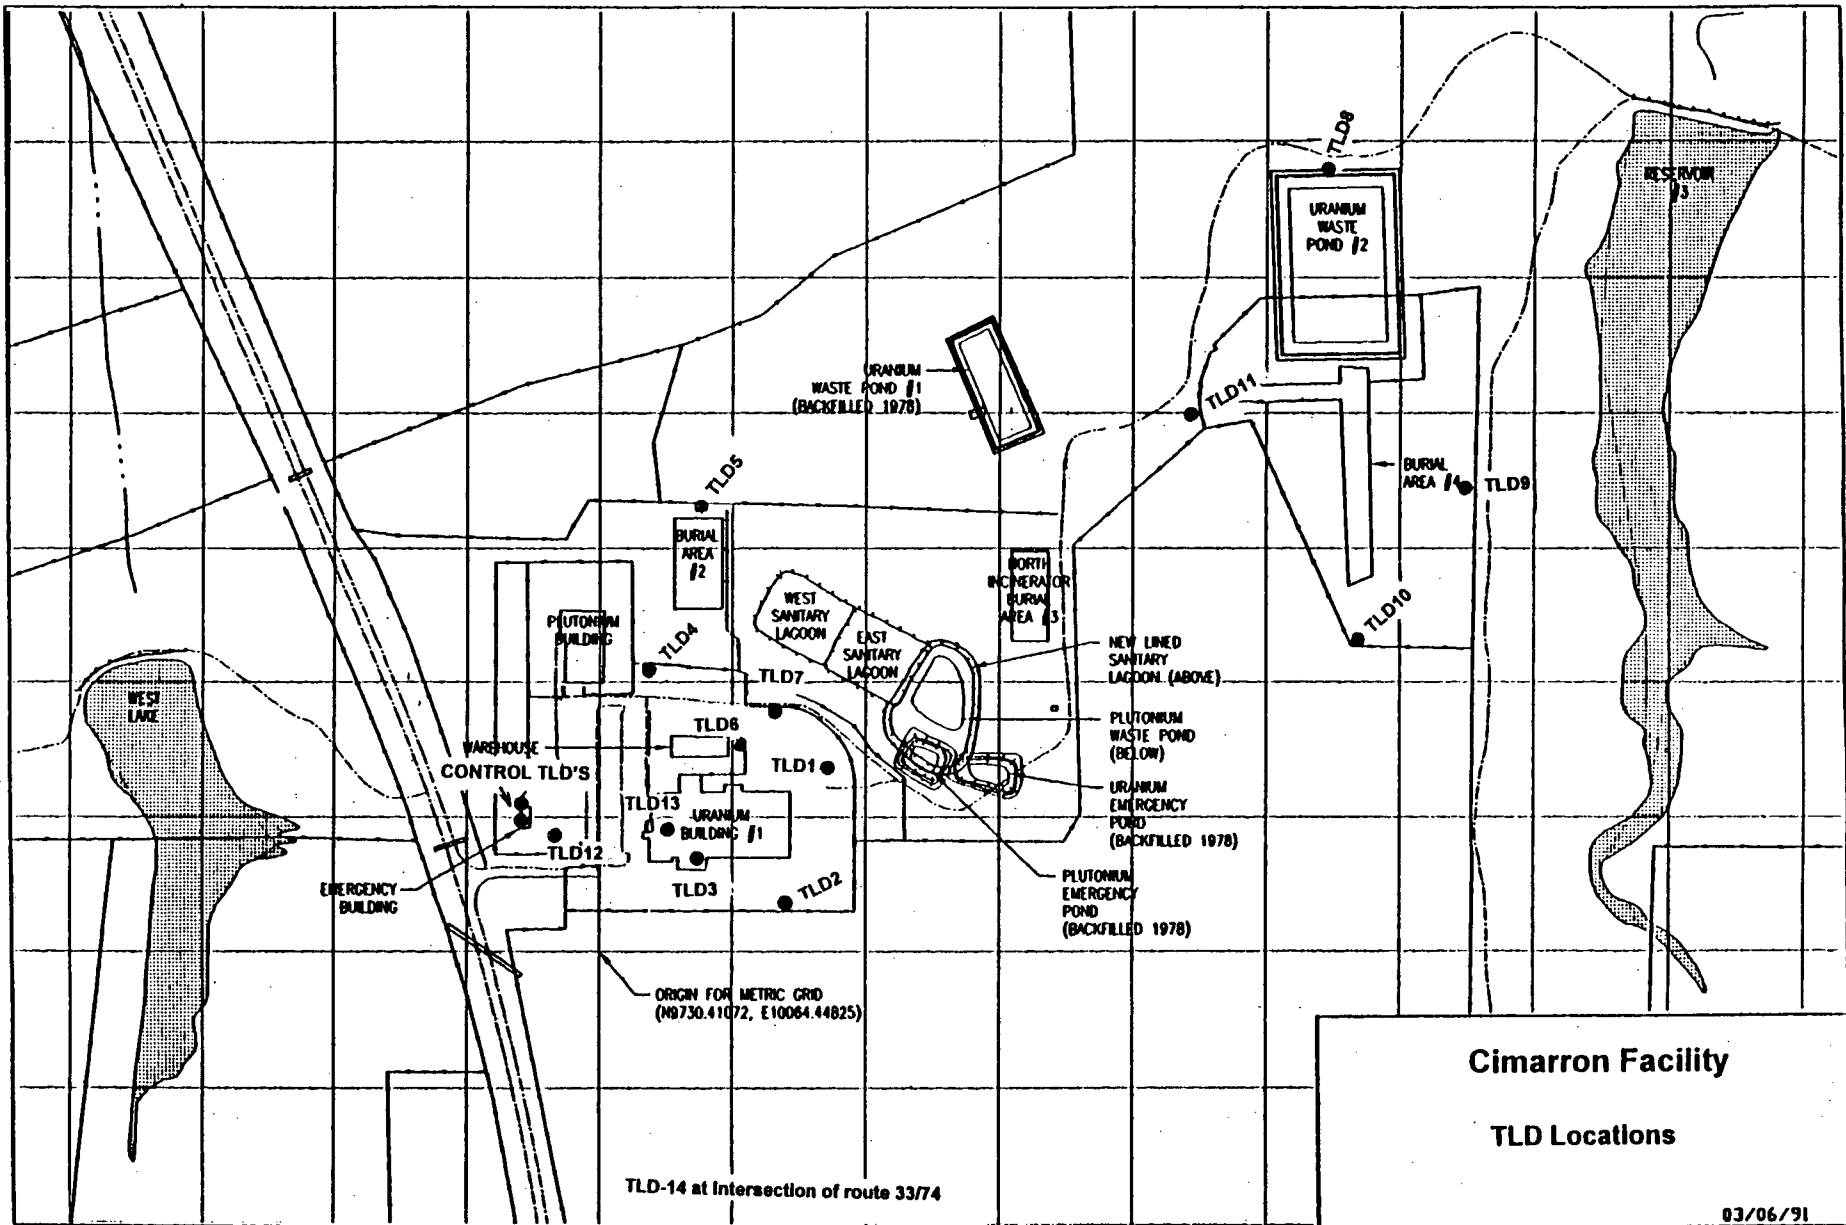 TLD8
RESERVOIR
#3
URANIUM
WASTE
POND #2
URANIUM
WASTE POND #1
(BACKFILLED 1978)
TLD11
TLD5
BURIAL
AREA #4
TLD9
BURIAL
AREA
#2
NORTH
INCINERATOR
BURIAL
AREA #3
WEST
SANITARY
LAGOON
PLUTONIUM
BUILDING
TLD4
EAST
SANITARY
LAGOON
TLD10
NEW LINED
SANITARY
LAGOON (ABOVE)
TLD7
WEST
LAKE
TLD6
PLUTONIUM
WASTE POND
(BELOW)
WAREHOUSE
CONTROL TLD'S
TLD1
TLD13
URANIUM
BUILDING #1
URANIUM
EMERGENCY
POND
(BACKFILLED 1978)
TLD12
EMERGENCY
BUILDING
TLD3
TLD2
PLUTONIUM
EMERGENCY
POND
(BACKFILLED 1978)
ORIGIN FOR METRIC GRID
(N9730.41072, E10064.44825)
Cimarron Facility
TLD Locations
TLD-14 at Intersection of route 33/74
03/06/91